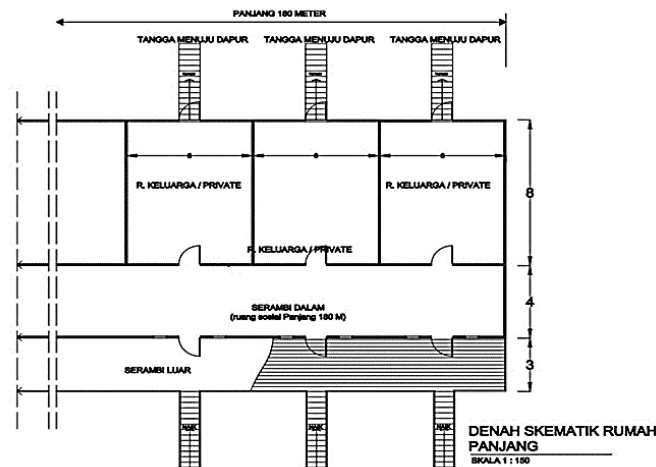 PANJANG 180 METER
TANGGA MENUJU DAPUR TANGGA MENUJU DAPUR TANGGA MENUJU DAPUR
R. KELUARGA / PRIVATE R. KELUARGA / PRIVATE
R. KELUARGA / PRIVATE
8
SERAMBI DALAM
(ruang sosial Panjang 180 M)
4
SERAMBI LUAR
3
DENAH SKEMATIK RUMAH
PANJANG
SKALA 1 : 150